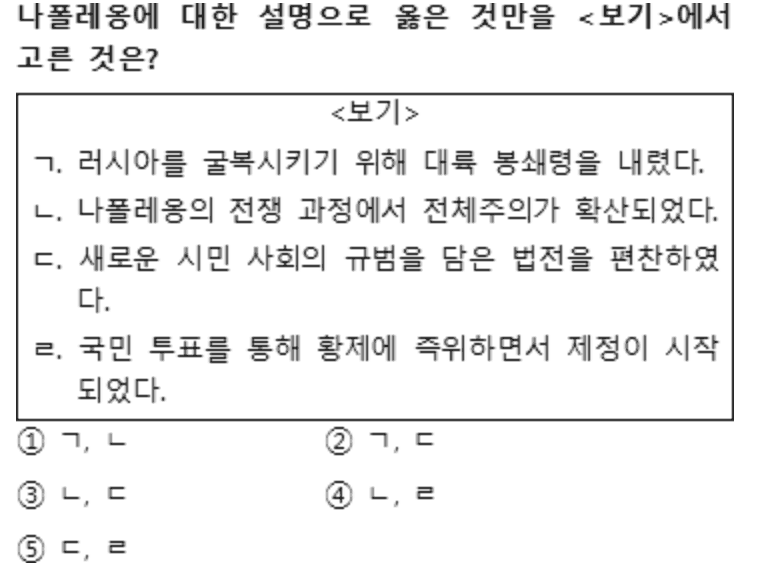 나폴레옹에 대한 설명으로 옳은 것만을 <보기>에서
고른 것은?
<보기>
ㄱ. 러시아를 굴복시키기 위해 대륙 봉쇄령을 내렸다.
ㄴ. 나폴레옹의 전쟁 과정에서 전체주의가 확산되었다.
ㄷ. 새로운 시민 사회의 규범을 담은 법전을 편찬하였
다.
ㄹ. 국민 투표를 통해 황제에 즉위하면서 제정이 시작
되었다.
① ㄱ, ㄴ ② ㄱ, ㄷ
③ ㄴ, ㄷ ④ ㄴ, ㄹ
⑤ ㄷ, ㄹ